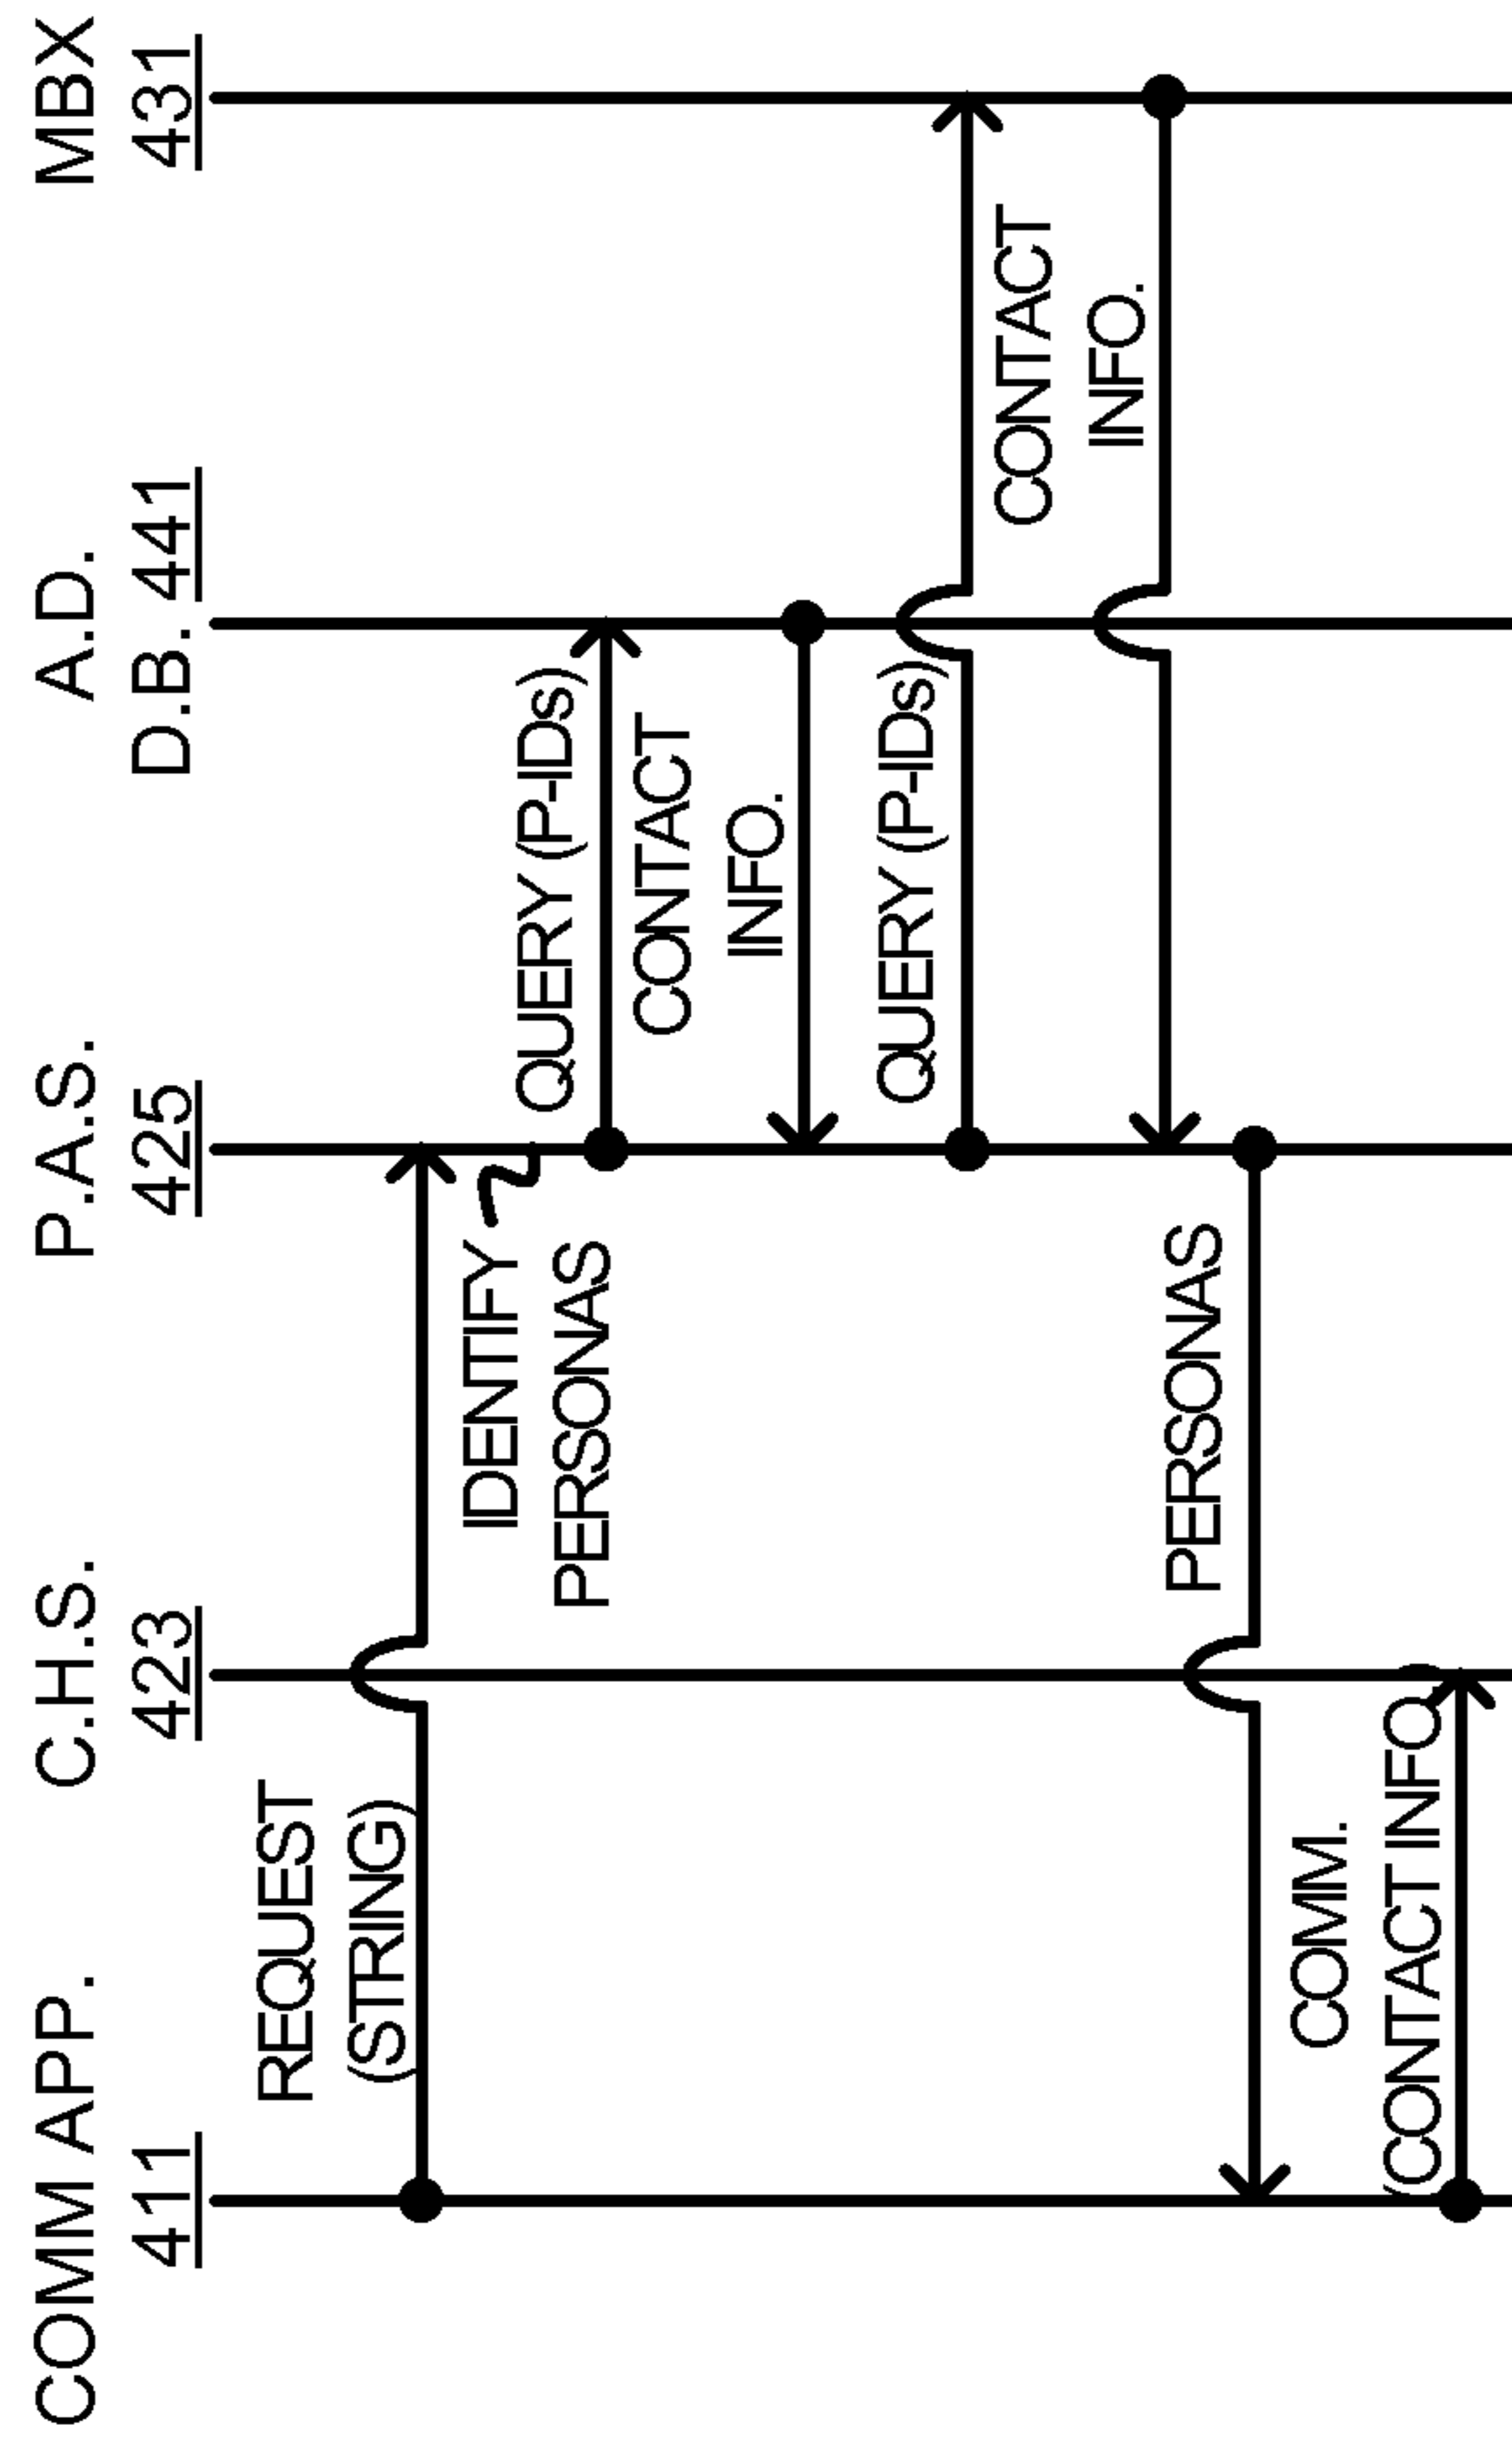 COMM APP.
411
C.H.S.
423
P.A.S.
425
A.D.
D.B. 441
MBX
431
REQUEST
(STRING)
IDENTIFY
PERSONAS
QUERY (P-IDs)
CONTACT
INFO.
QUERY (P-IDs)
CONTACT
INFO.
PERSONAS
COMM.
(CONTACT INFO.)